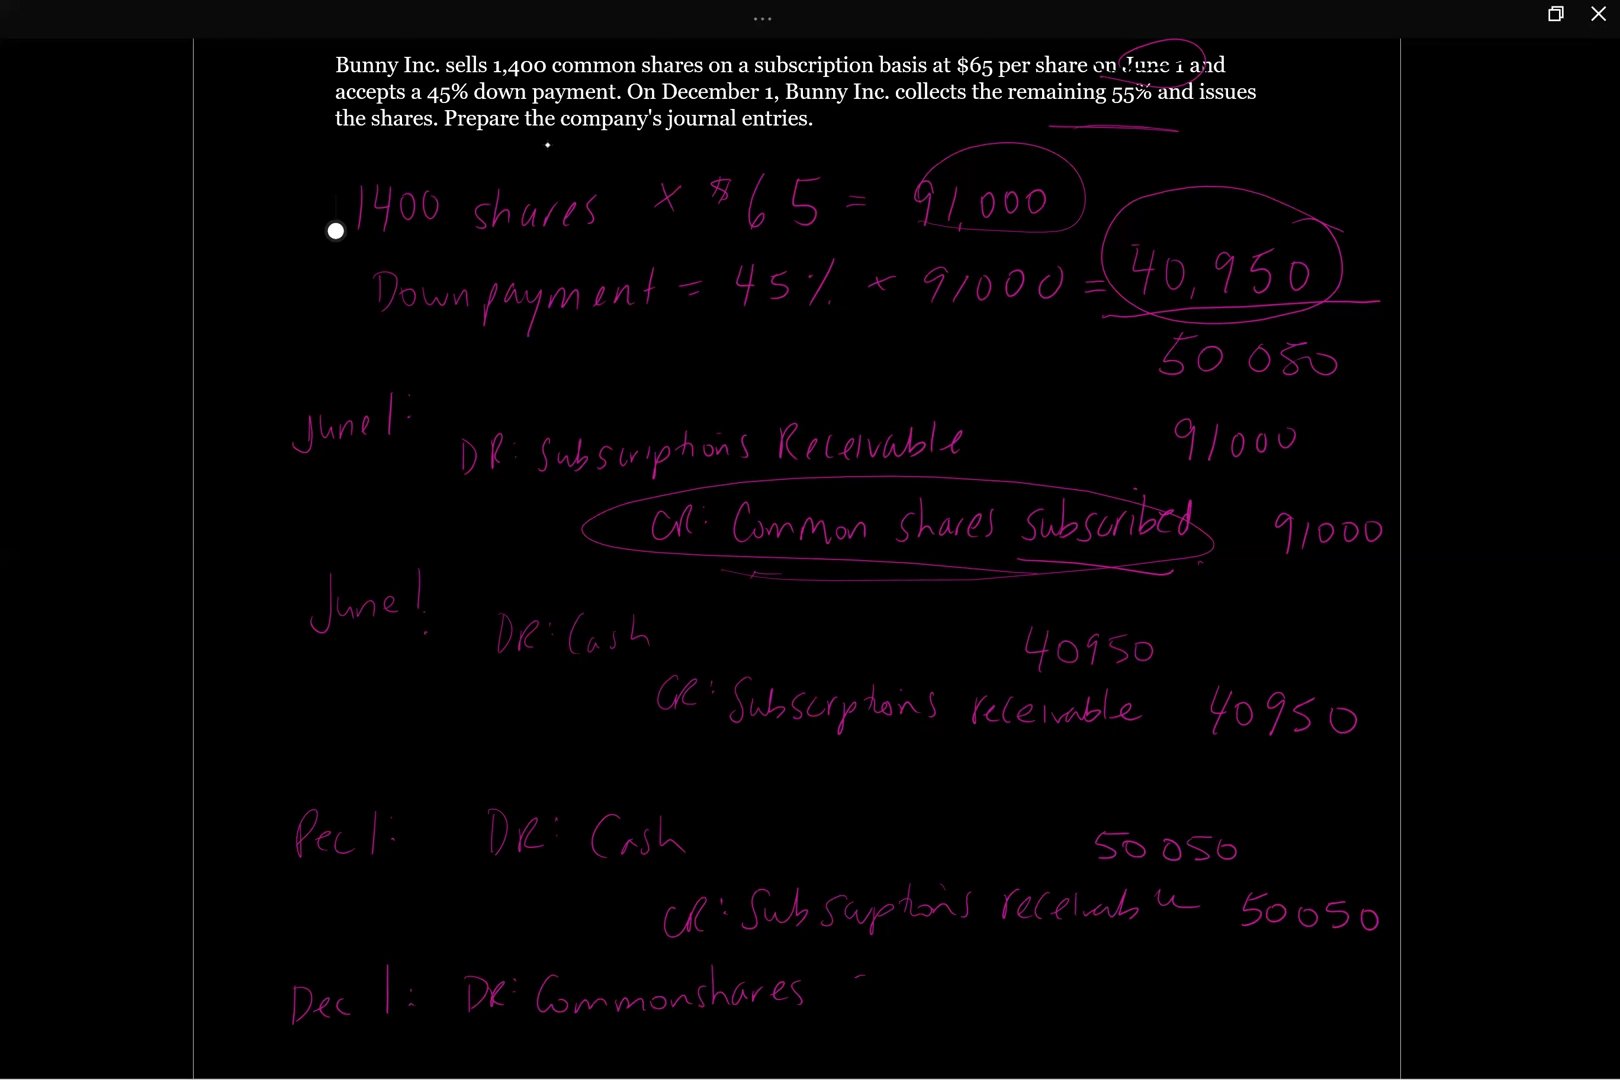 Bunny Inc. sells 1,400 common shares on a subscription basis at $65 per share on June 1 and
accepts a 45% down payment. On December 1, Bunny Inc. collects the remaining 55% and issues
the shares. Prepare the company's journal entries.
1400 shares × $65 = 91,000
Down payment = 45% × 91000 = 40,950
50 050
June 1:
DR: Subscriptions Receivable 91000
CR: Common shares subscribed 91000
June 1:
DR: Cash 40950
CR: Subscriptions receivable 40950
Dec 1: DR: Cash 50 050
CR: Subscriptions receivable 50050
Dec 1: DR: Common shares